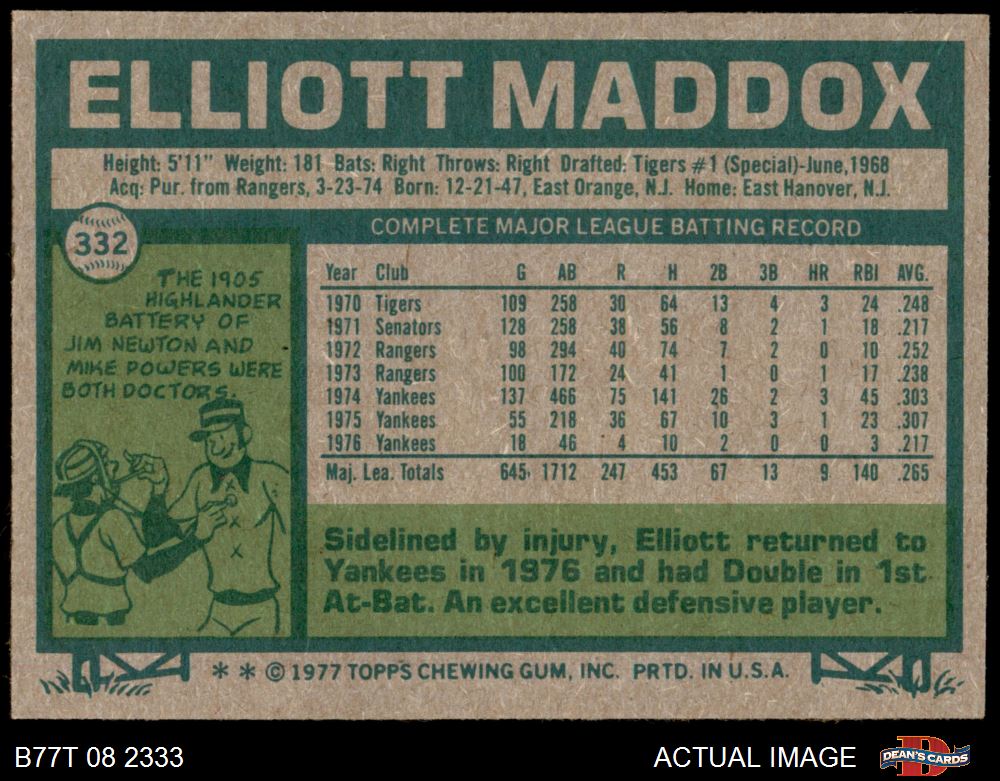 ELLIOTT MADDOX
Height: 5'11" Weight: 181 Bats: Right Throws: Right Drafted: Tigers #1 (Special)-June,1968
Acq: Pur. from Rangers, 3-23-74 Born: 12-21-47, East Orange, N.J. Home: East Hanover, N.J.
332
THE 1905
HIGHLANDER
BATTERY OF
JIM NEWTON AND
MIKE POWERS WERE
BOTH DOCTORS.
COMPLETE MAJOR LEAGUE BATTING RECORD
Year Club G AB R H 2B 3B HR RBI AVG.
1970 Tigers 109 258 30 64 13 4 3 24 .248
1971 Senators 128 258 38 56 8 2 1 18 .217
1972 Rangers 98 294 40 74 7 2 0 10 .252
1973 Rangers 100 172 24 41 1 0 1 17 .238
1974 Yankees 137 466 75 141 26 2 3 45 .303
1975 Yankees 55 218 36 67 10 3 1 23 .307
1976 Yankees 18 46 4 10 2 0 0 3 .217
Maj. Lea. Totals 645 1712 247 453 67 13 9 140 .265
Sidelined by injury, Elliott returned to
Yankees in 1976 and had Double in 1st
At-Bat. An excellent defensive player.
* * © 1977 TOPPS CHEWING GUM, INC. PRTD. IN U.S.A.
B77T 08 2333
ACTUAL IMAGE
DEAN'S CARDS